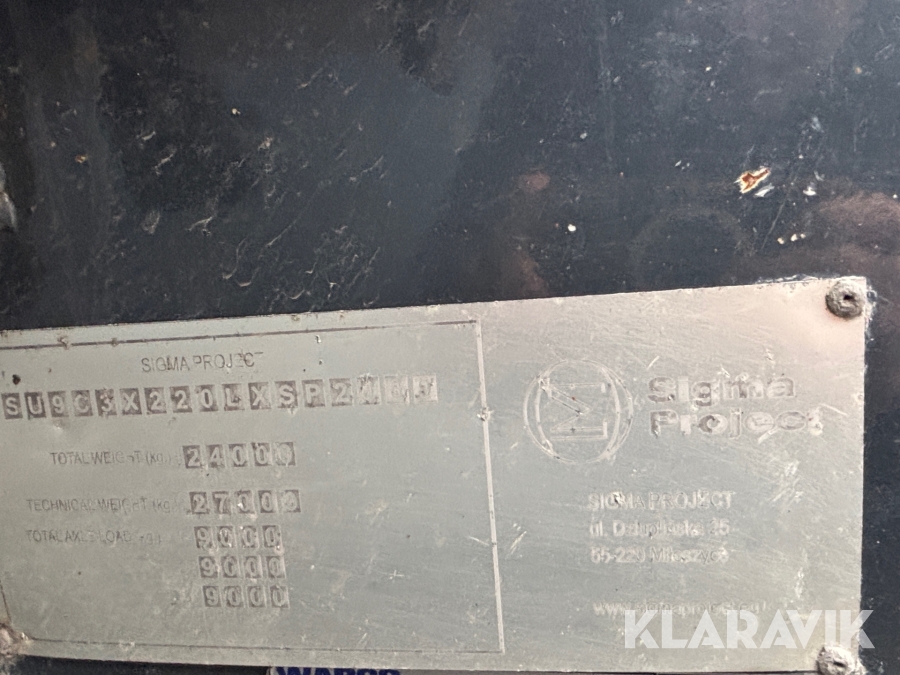 SIGMA PROJECT
TOTAL WEIGHT (kg)
24000
TECHNICAL WEIGHT (kg)
27000
TOTAL AXLE LOAD
9000
9000
9000
Sigma
Project
SIGMA PROJECT
ul.
55-220
KLARAVIK
WABCO